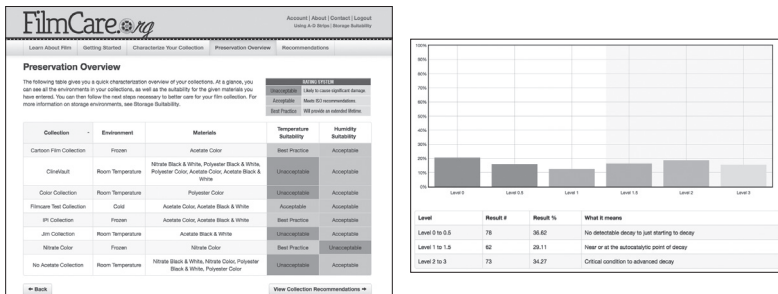 FilmCare.org
Account | About | Contact | Logout
Using A-D Strips | Storage Suitability
Learn About Film Getting Started Characterize Your Collection Preservation Overview Recommendations
Preservation Overview
The following table gives you a quick characterization overview of your collections. At a glance, you
can see all the environments in your collections, as well as the suitability for the given materials you
have entered. You can then follow the next steps necessary to better care for your film collection. For
more information on storage environments, see Storage Suitability.
RATING SYSTEM
Unacceptable Likely to cause significant damage.
Acceptable Meets ISO recommendations.
Best Practice Will provide an extended lifetime.
Collection Environment Materials Temperature Suitability Humidity Suitability
Cartoon Film Collection Frozen Acetate Color Best Practice Acceptable
CineVault Room Temperature Nitrate Black & White, Polyester Black & White,
Polyester Color, Acetate Color, Acetate Black &
White Unacceptable Acceptable
Color Collection Room Temperature Polyester Color Unacceptable Acceptable
Filmcare Test Collection Cold Acetate Color, Acetate Black & White Acceptable Acceptable
IPI Collection Frozen Acetate Color, Acetate Black & White Best Practice Acceptable
Jim Collection Room Temperature Acetate Black & White Unacceptable Acceptable
Nitrate Color Frozen Nitrate Color Best Practice Unacceptable
No Acetate Collection Room Temperature Nitrate Black & White, Nitrate Color, Polyester
Black & White, Polyester Color Unacceptable Acceptable
Back
View Collection Recommendations
100%
90%
80%
70%
60%
50%
40%
30%
20%
10%
0%
Level 0 Level 0.5 Level 1 Level 1.5 Level 2 Level 3
Level Result # Result % What it means
Level 0 to 0.5 78 36.62 No detectable decay to just starting to decay
Level 1 to 1.5 62 29.11 Near or at the autocatalytic point of decay
Level 2 to 3 73 34.27 Critical condition to advanced decay